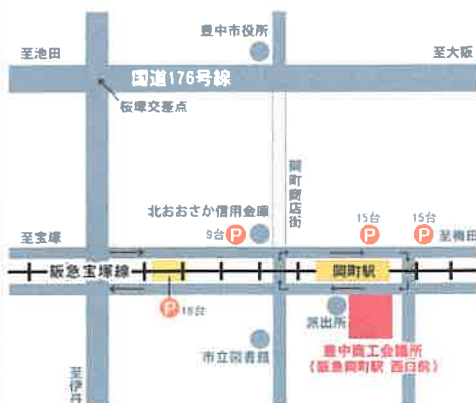 豊中市役所
至池田
至大阪
国道176号線
桜塚交差点
岡町商店街
北おおさか信用金庫
9台 P
15台
P
15台
P
至宝塚
至梅田
阪急宝塚線
岡町駅
P 18台
派出所
市立図書館
豊中商工会議所
(阪急岡町駅 西口前)
至伊丹